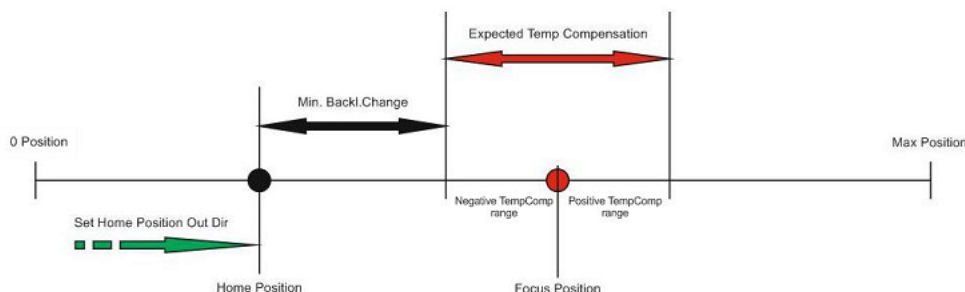 Expected Temp Compensation
Min. Backl.Change
0 Position
Max Position
Negative TempComp
range
Positive TempComp
range
Set Home Position Out Dir
Home Position
Focus Position